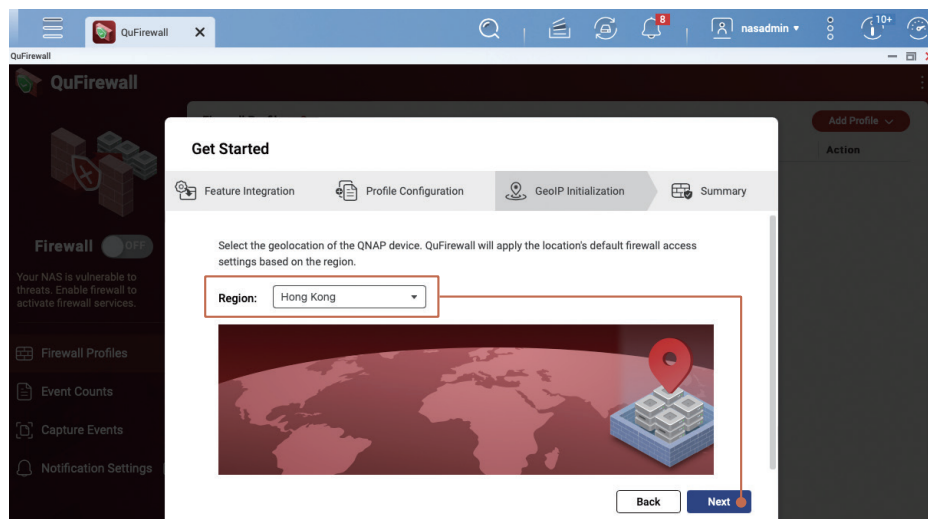 QuFirewall
8
nasadmin
10+
QuFirewall
QuFirewall
Add Profile
Action
Get Started
Feature Integration
Profile Configuration
GeoIP Initialization
Summary
Firewall OFF
Your NAS is vulnerable to
threats. Enable firewall to
activate firewall services.
Select the geolocation of the QNAP device. QuFirewall will apply the location's default firewall access
settings based on the region.
Region: Hong Kong
Firewall Profiles
Event Counts
Capture Events
Notification Settings
Back
Next